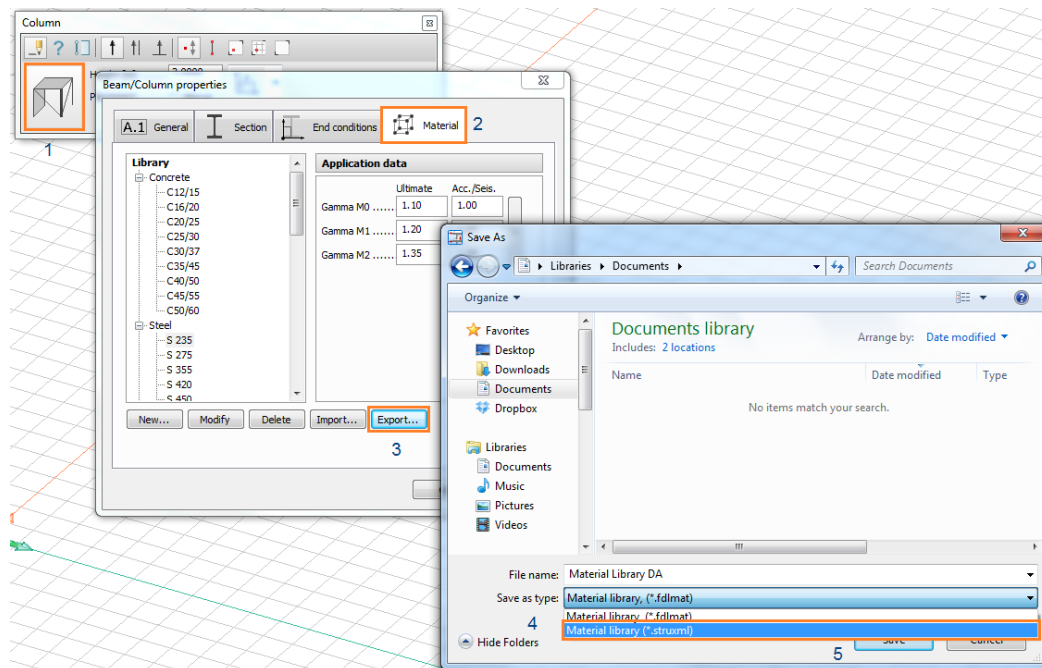 Column
1
Beam/Column properties
A.1 General
Section
End conditions
Material
2
Library
Concrete
C12/15
C16/20
C20/25
C25/30
C30/37
C35/45
C40/50
C45/55
C50/60
Steel
S 235
S 275
S 355
S 420
S 450
Application data
Ultimate Acc./Seis.
Gamma M0 ...... 1.10 1.00
Gamma M1 ...... 1.20
Gamma M2 ...... 1.35
New... Modify Delete Import... Export...
3
Save As
Libraries Documents
Search Documents
Organize
Favorites
Desktop
Downloads
Documents
Dropbox
Libraries
Documents
Music
Pictures
Videos
Documents library
Includes: 2 locations
Arrange by: Date modified
Name Date modified Type
No items match your search.
File name: Material Library DA
Save as type: Material library, (*.fdlmat)
Material library, (*.fdlmat)
Material library (*.struxml)
4
Hide Folders
5
Save Cancel